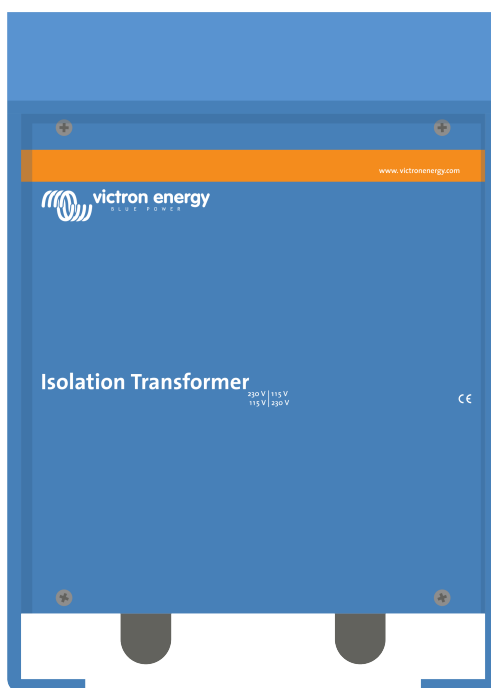 www.victronenergy.com
victron energy
BLUE POWER
Isolation Transformer
230 V | 115 V
115 V | 230 V
CE